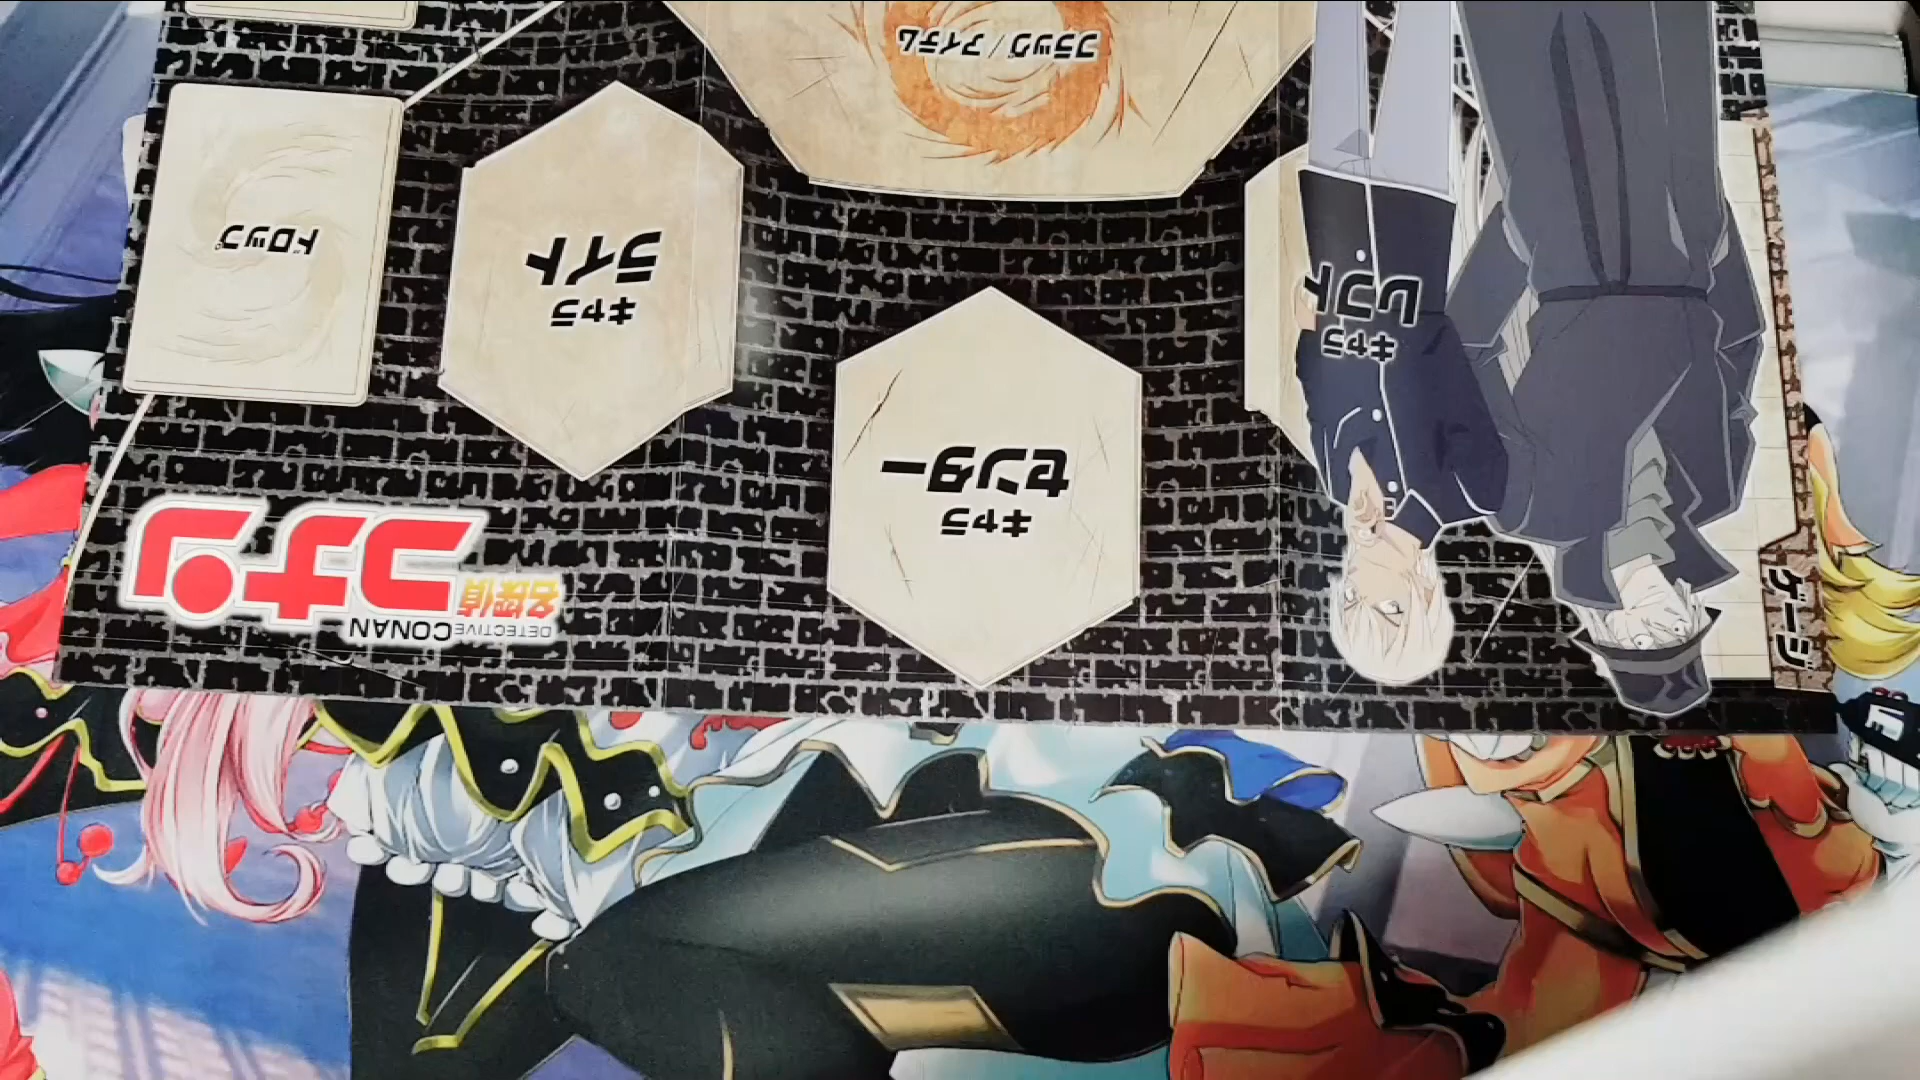 ゲージ
DETECTIVE CONAN
名探偵コナン
キャラ
センター
キャラ
レフト
キャラ
ライト
ドロップ
フラッグ/アイテム